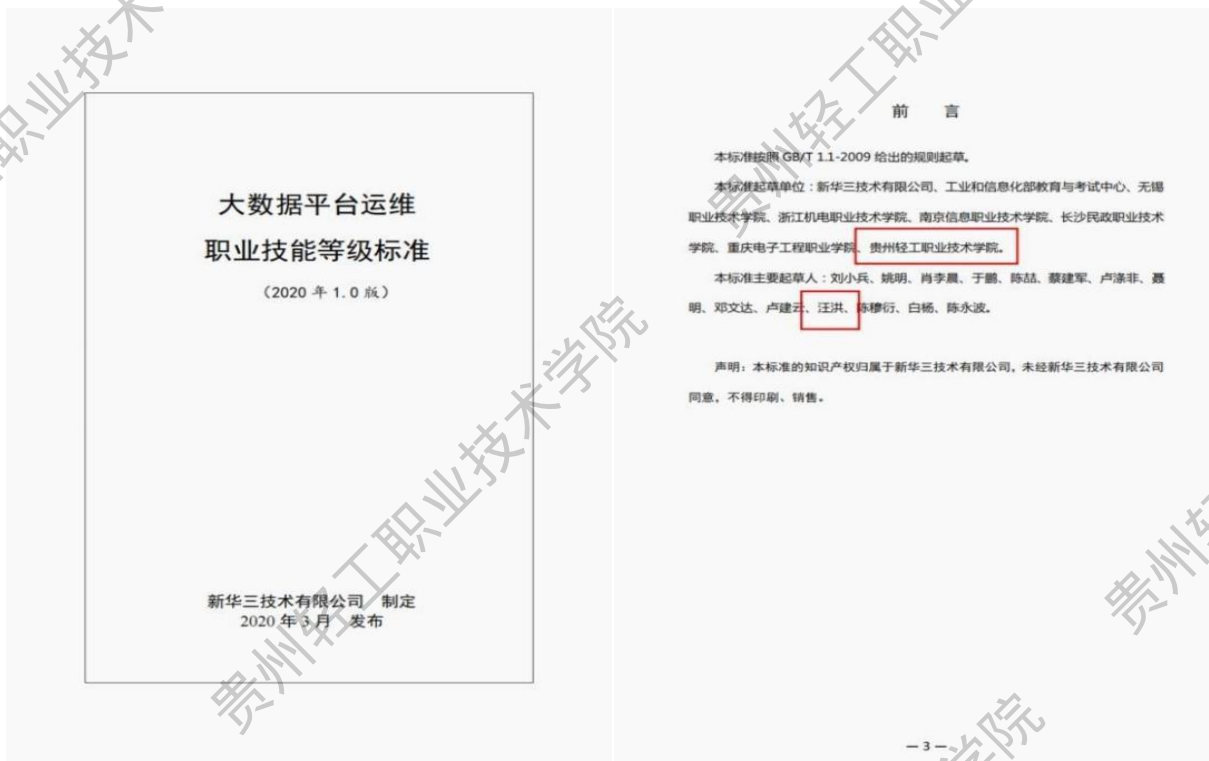 大数据平台运维
职业技能等级标准
（2020 年 1.0 版）
新华三技术有限公司 制定
2020 年 3 月 发布
前 言
本标准按照 GB/T 1.1-2009 给出的规则起草。
本标准起草单位：新华三技术有限公司、工业和信息化部教育与考试中心、无锡
职业技术学院、浙江机电职业技术学院、南京信息职业技术学院、长沙民政职业技术
学院、重庆电子工程职业学院、贵州轻工职业技术学院。
本标准主要起草人：刘小兵、姚明、肖李晨、于鹏、陈喆、蔡建军、卢涤非、聂
明、邓文达、卢建云、汪洪、陈穆衍、白杨、陈永波。
声明：本标准的知识产权归属于新华三技术有限公司，未经新华三技术有限公司
同意，不得印刷、销售。
— 3 —
贵州轻工职业技术学院